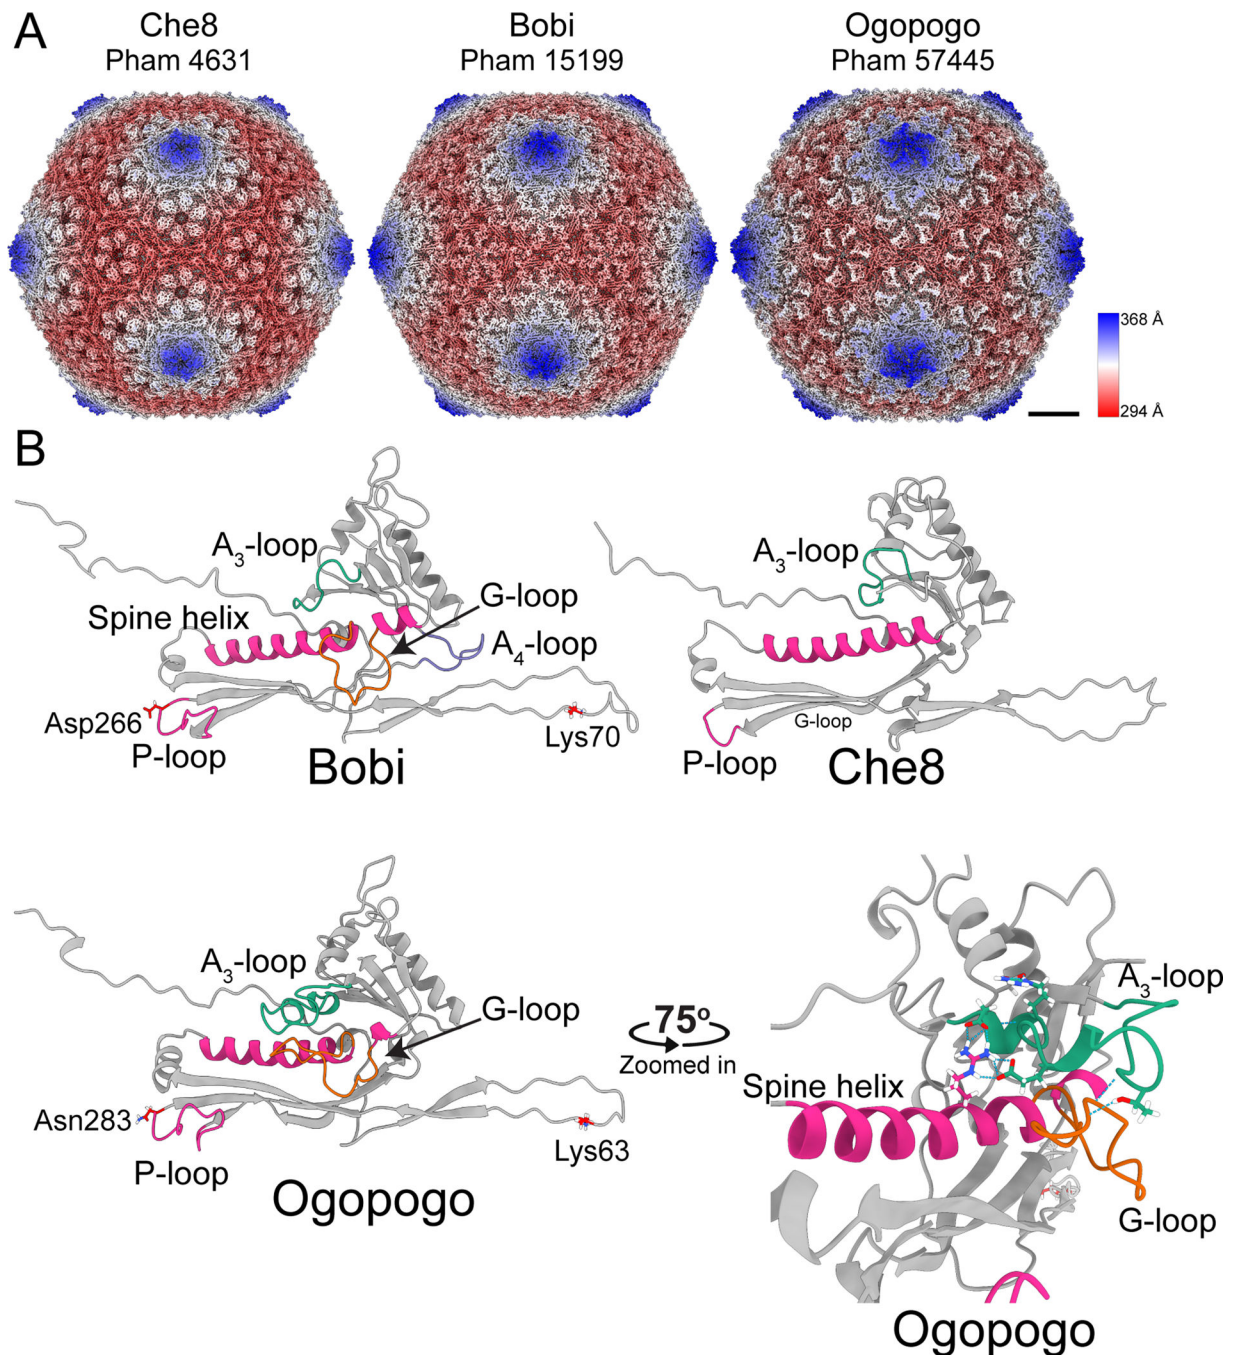 A
Che8
Pham 4631
Bobi
Pham 15199
Ogopogo
Pham 57445
368 Å
294 Å
B
A₃-loop
Spine helix
G-loop
A₄-loop
Asp266
P-loop
Lys70
Bobi
A₃-loop
G-loop
P-loop
Che8
A₃-loop
G-loop
Asn283
P-loop
Lys63
Ogopogo
75º
Zoomed in
A₃-loop
Spine helix
G-loop
Ogopogo